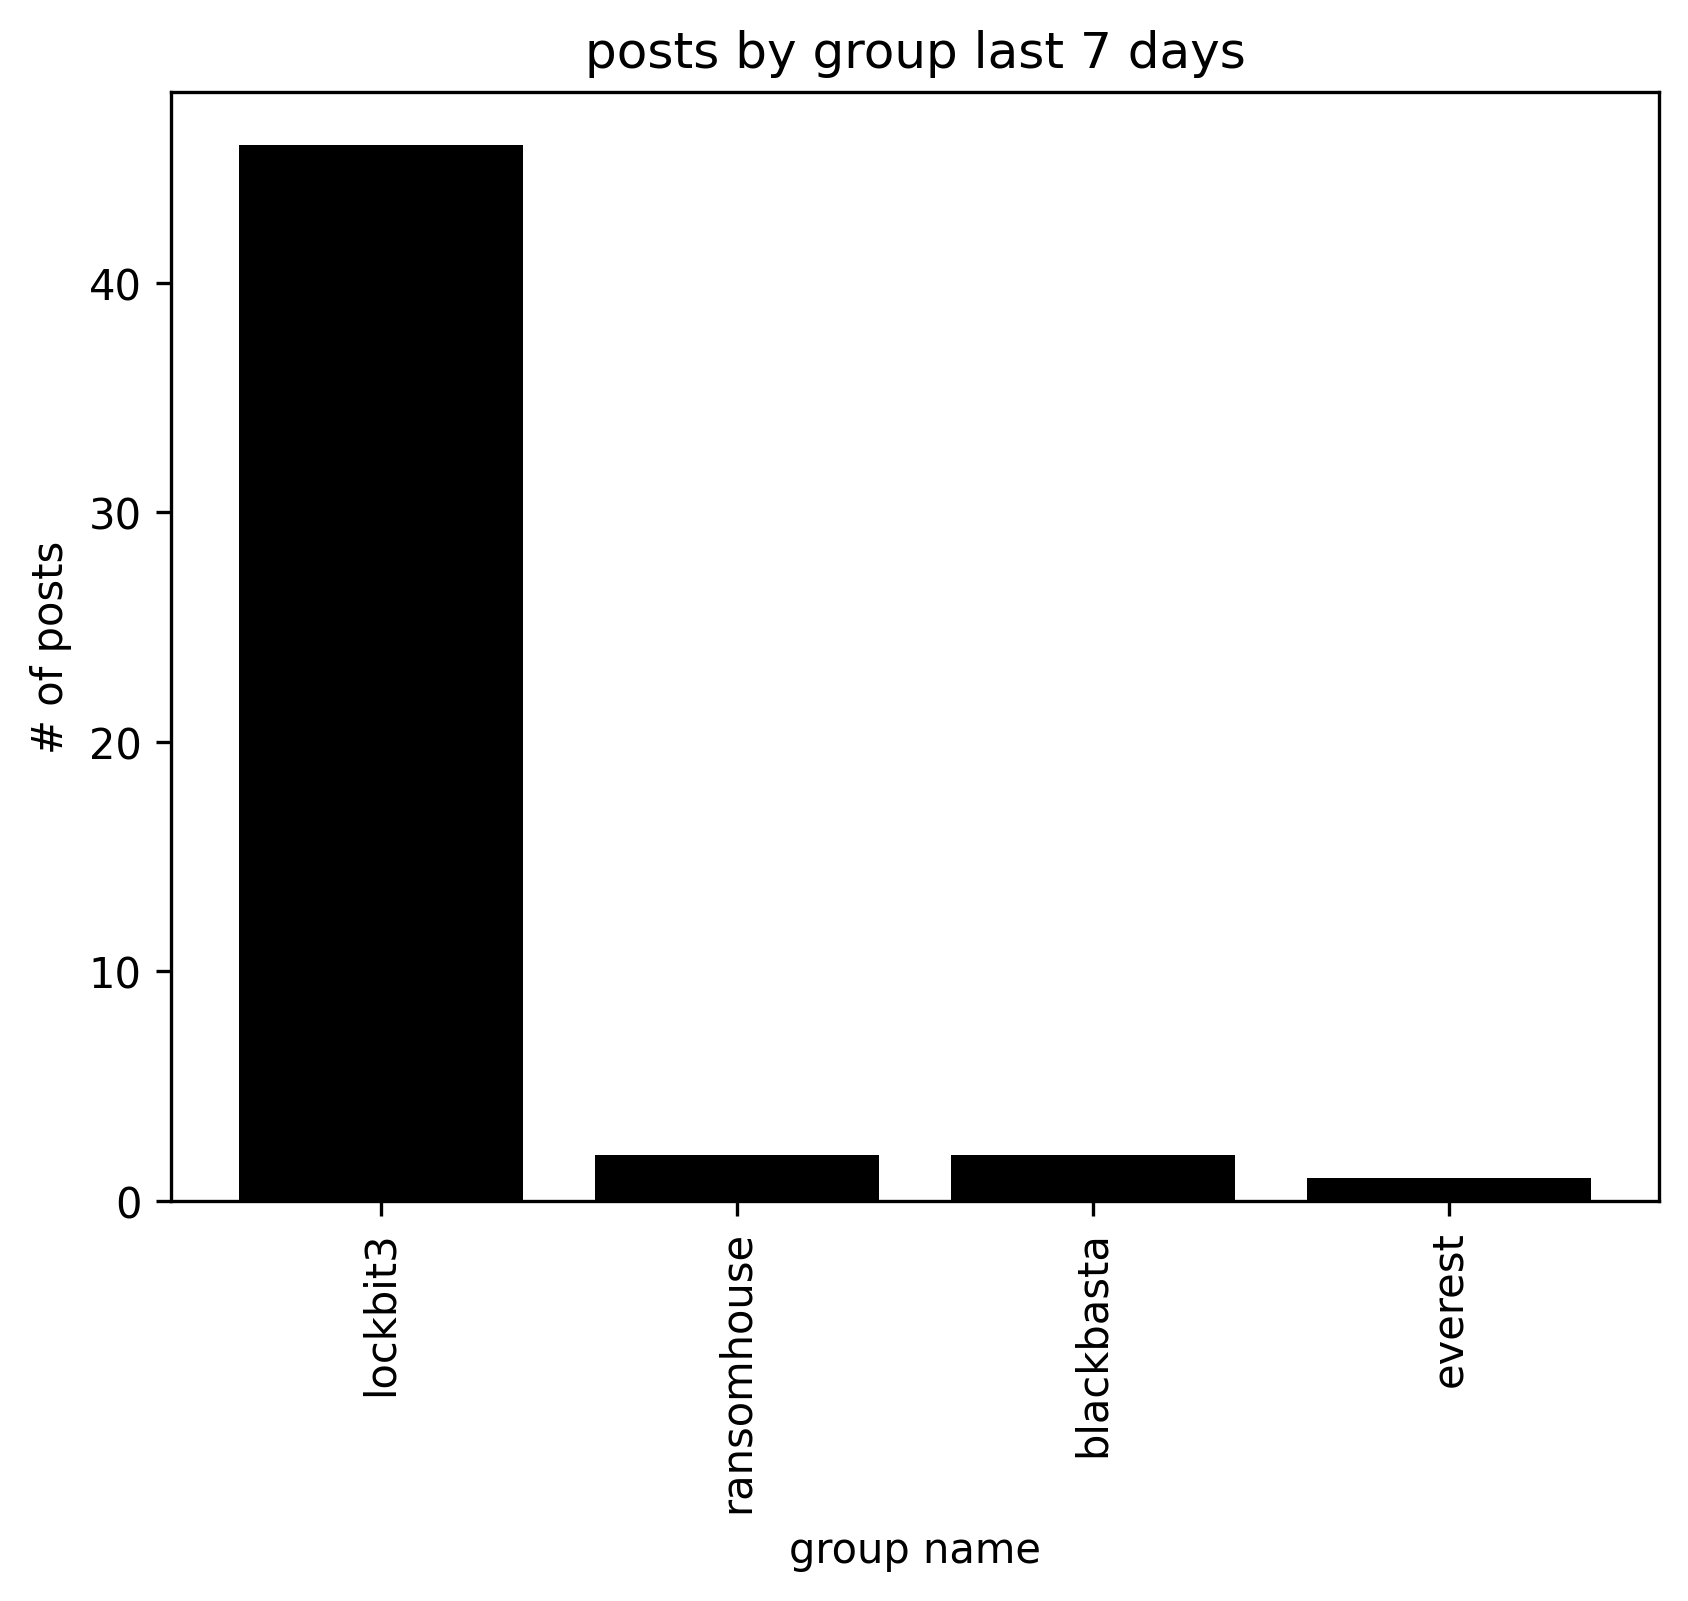 posts by group last 7 days
# of posts
40
30
20
10
0
lockbit3
ransomhouse
blackbasta
everest
group name